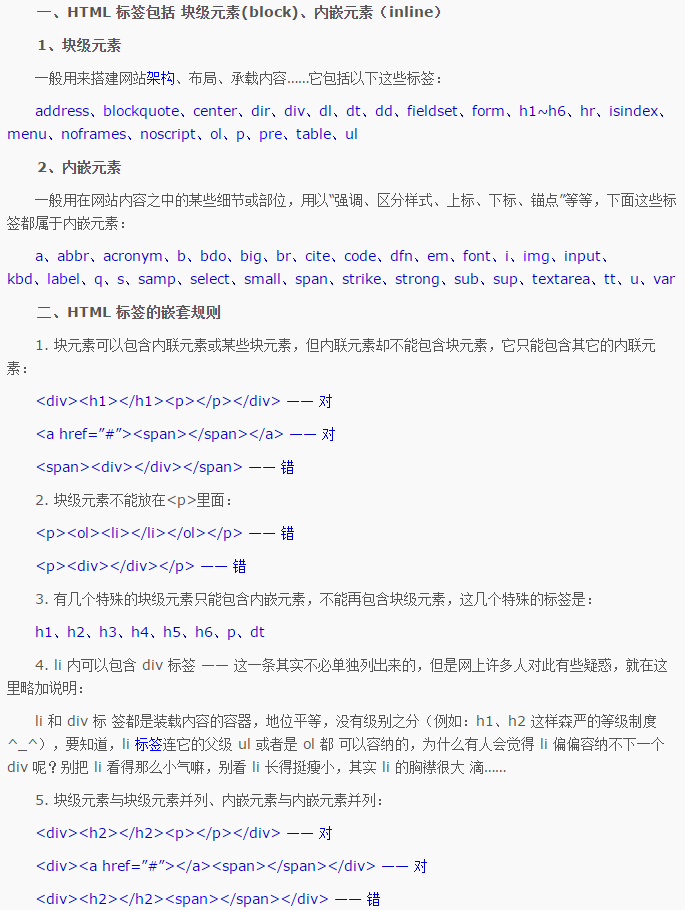 一、HTML 标签包括 块级元素(block)、内嵌元素（inline）
1、块级元素
一般用来搭建网站架构、布局、承载内容……它包括以下这些标签：
address、blockquote、center、dir、div、dl、dt、dd、fieldset、form、h1~h6、hr、isindex、
menu、noframes、noscript、ol、p、pre、table、ul
2、内嵌元素
一般用在网站内容之中的某些细节或部位，用以“强调、区分样式、上标、下标、锚点”等等，下面这些标
签都属于内嵌元素：
a、abbr、acronym、b、bdo、big、br、cite、code、dfn、em、font、i、img、input、
kbd、label、q、s、samp、select、small、span、strike、strong、sub、sup、textarea、tt、u、var
二、HTML 标签的嵌套规则
1. 块元素可以包含内联元素或某些块元素，但内联元素却不能包含块元素，它只能包含其它的内联元
素：
<div><h1></h1><p></p></div> —— 对
<a href=”#”><span></span></a> —— 对
<span><div></div></span> —— 错
2. 块级元素不能放在<p>里面：
<p><ol><li></li></ol></p> —— 错
<p><div></div></p> —— 错
3. 有几个特殊的块级元素只能包含内嵌元素，不能再包含块级元素，这几个特殊的标签是：
h1、h2、h3、h4、h5、h6、p、dt
4. li 内可以包含 div 标签 —— 这一条其实不必单独列出来的，但是网上许多人对此有些疑惑，就在这
里略加说明：
li 和 div 标 签都是装载内容的容器，地位平等，没有级别之分（例如：h1、h2 这样森严的等级制度
^_^），要知道，li 标签连它的父级 ul 或者是 ol 都 可以容纳的，为什么有人会觉得 li 偏偏容纳不下一个
div 呢？别把 li 看得那么小气嘛，别看 li 长得挺瘦小，其实 li 的胸襟很大 滴……
5. 块级元素与块级元素并列、内嵌元素与内嵌元素并列：
<div><h2></h2><p></p></div> —— 对
<div><a href=”#”></a><span></span></div> —— 对
<div><h2></h2><span></span></div> —— 错